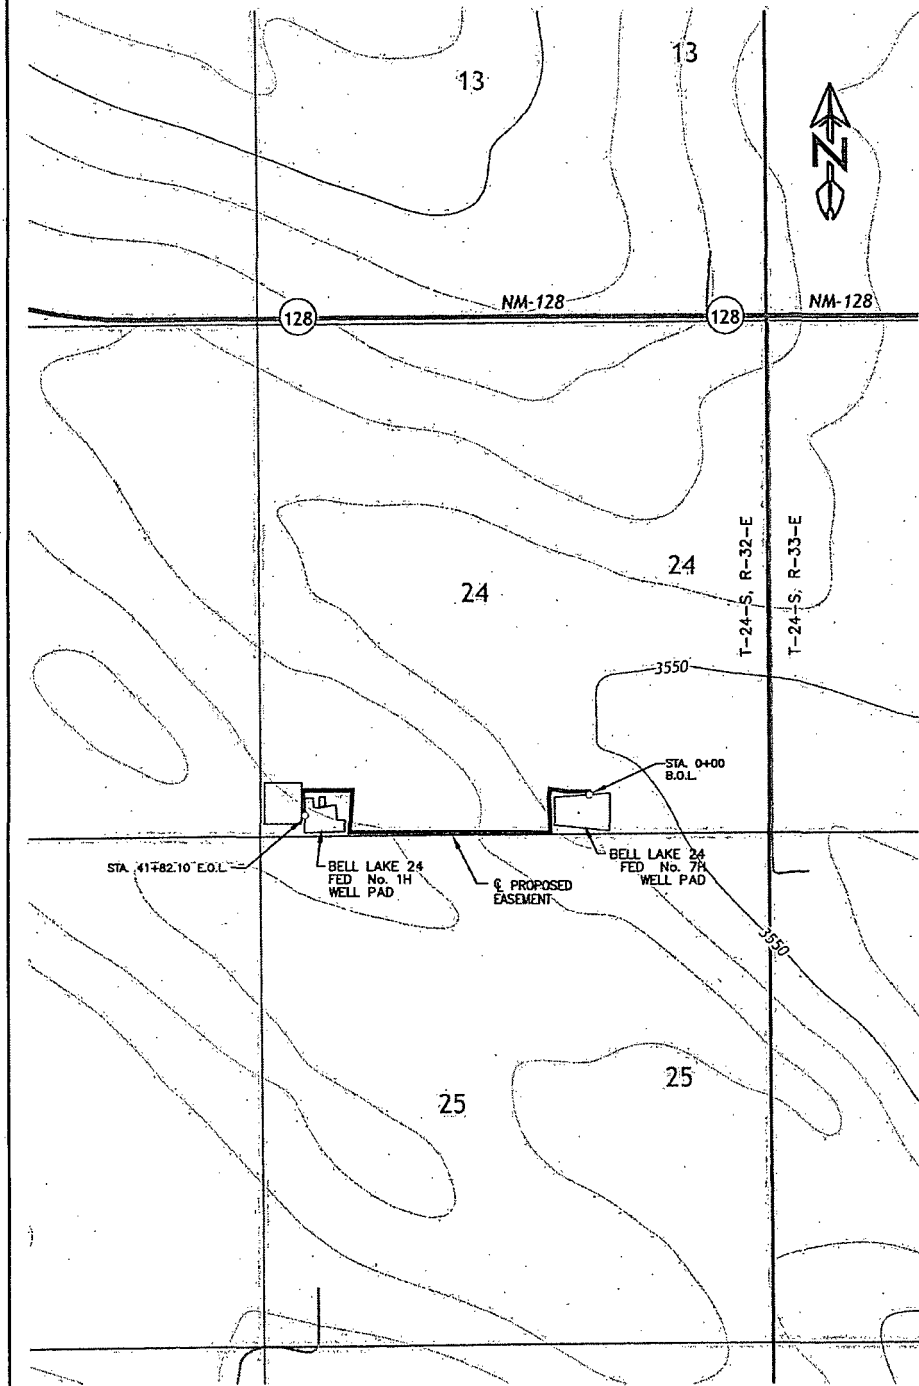 13
13
N
NM-128
NM-128
128
128
24
24
T-24-S, R-32-E
T-24-S, R-33-E
3550
STA. 0+00
B.O.L.
STA. 41+82.10 E.O.L.
BELL LAKE 24
FED No. 1H
WELL PAD
℄ PROPOSED
EASEMENT
BELL LAKE 24
FED No. 7H
WELL PAD
3550
25
25